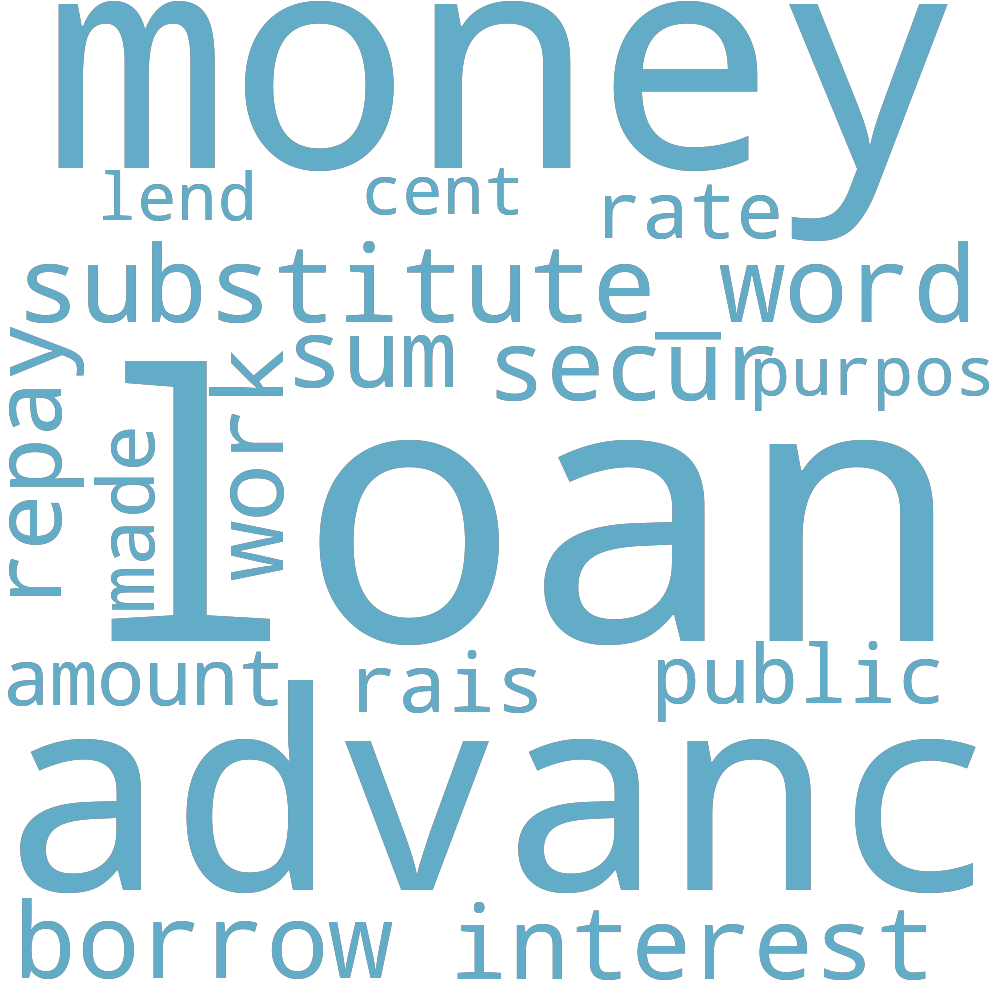 money
lend cent rate
substitute_word
repay sum secur purpos
made work
loan
amount rais public
advanc
borrow interest